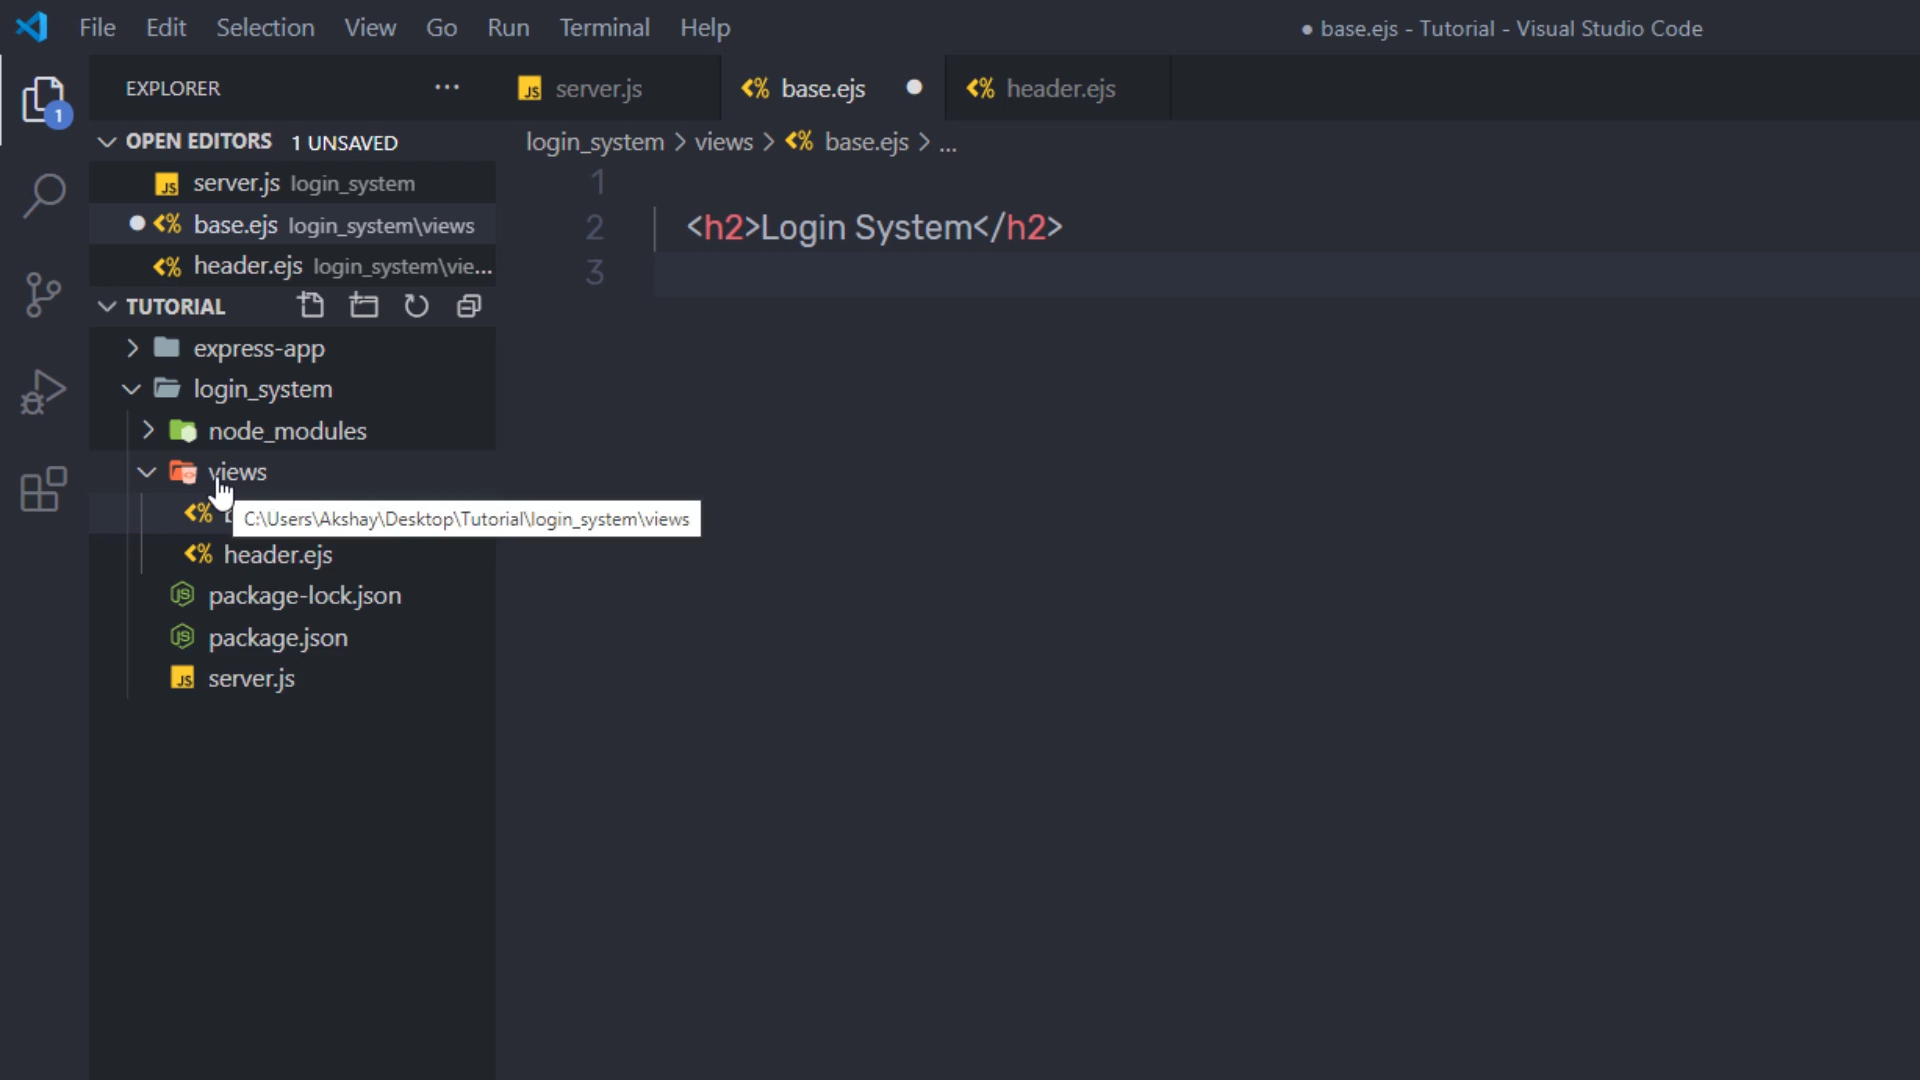 File Edit Selection View Go Run Terminal Help
● base.ejs - Tutorial - Visual Studio Code
1
EXPLORER ...
server.js
base.ejs
header.ejs
OPEN EDITORS 1 UNSAVED
login_system > views > base.ejs > ...
server.js login_system
base.ejs login_system\views
header.ejs login_system\vie...
TUTORIAL
1
2 <h2>Login System</h2>
3
express-app
login_system
node_modules
views
C:\Users\Akshay\Desktop\Tutorial\login_system\views
header.ejs
package-lock.json
package.json
server.js